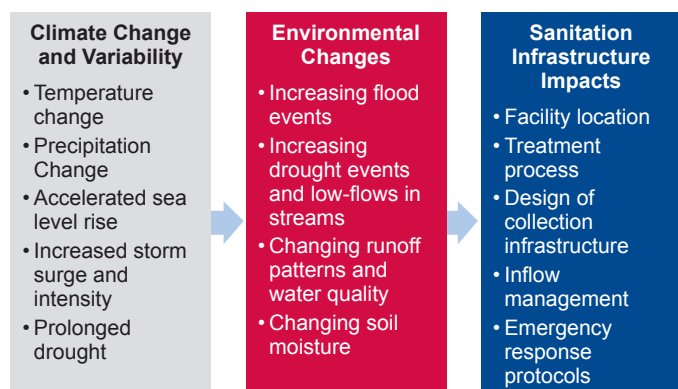 Climate Change
and Variability
• Temperature
change
• Precipitation
Change
• Accelerated sea
level rise
• Increased storm
surge and
intensity
• Prolonged
drought
Environmental
Changes
• Increasing flood
events
• Increasing
drought events
and low-flows in
streams
• Changing runoff
patterns and
water quality
• Changing soil
moisture
Sanitation
Infrastructure
Impacts
• Facility location
• Treatment
process
• Design of
collection
infrastructure
• Inflow
management
• Emergency
response
protocols